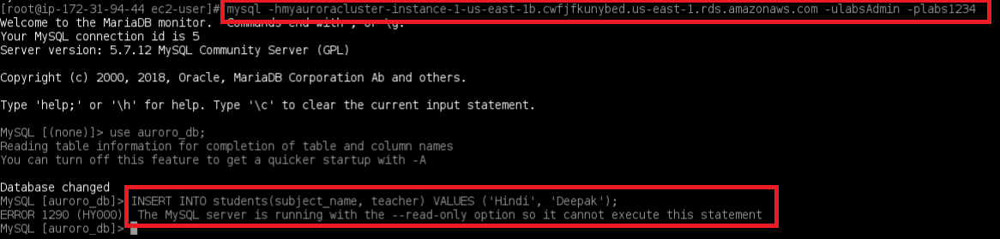 [root@ip-172-31-94-44 ec2-user]# mysql -hmyauroracluster-instance-1-us-east-1b.cwfjfkunybed.us-east-1.rds.amazonaws.com -ulabsAdmin -plabs1234
Welcome to the MariaDB monitor.  Commands end with ; or \g.
Your MySQL connection id is 5
Server version: 5.7.12 MySQL Community Server (GPL)
Copyright (c) 2000, 2018, Oracle, MariaDB Corporation Ab and others.
Type 'help;' or '\h' for help. Type '\c' to clear the current input statement.
MySQL [(none)]> use auroro_db;
Reading table information for completion of table and column names
You can turn off this feature to get a quicker startup with -A
Database changed
MySQL [auroro_db]> INSERT INTO students(subject_name, teacher) VALUES ('Hindi', 'Deepak');
ERROR 1290 (HY000) The MySQL server is running with the --read-only option so it cannot execute this statement
MySQL [auroro_db]>